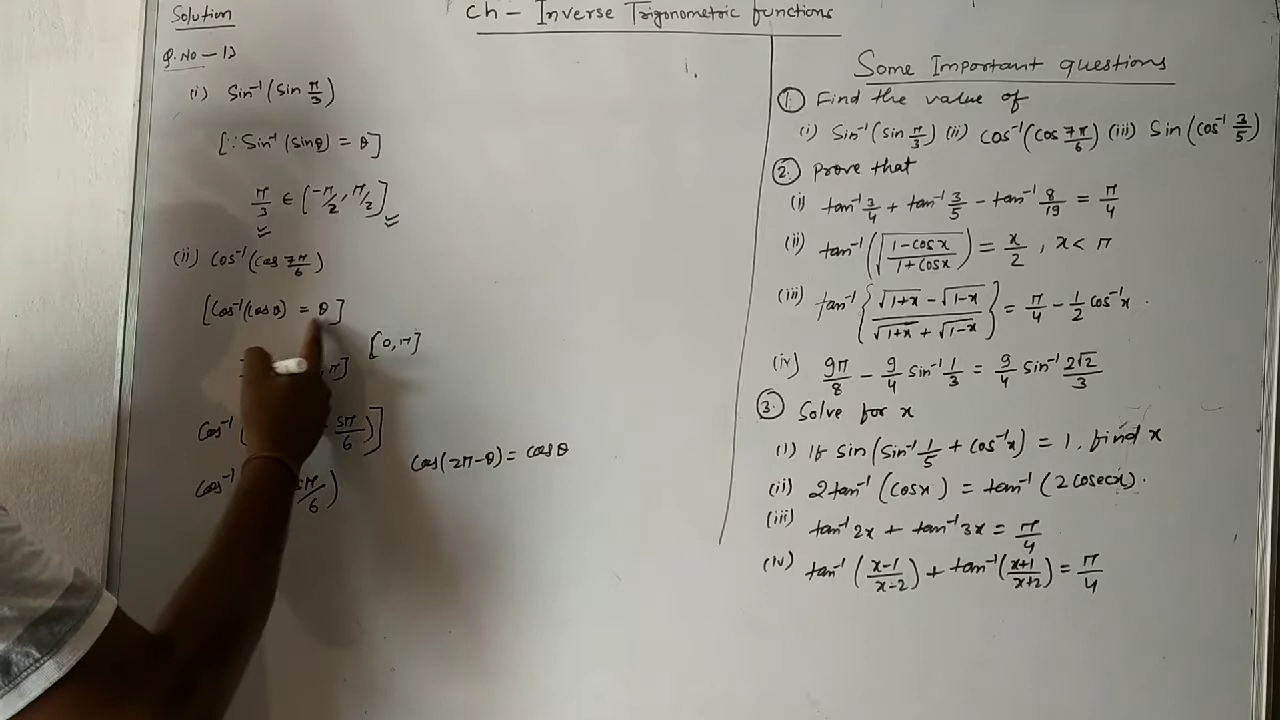 Ch - Inverse Trigonometric functions
Solution
Q.No - 1)
(i) Sin⁻¹(Sin π/3)
[∵ Sin⁻¹(sinθ) = θ]
π/3 ∈ [-π/2, π/2]
(ii) Cos⁻¹(Cos 7π/6)
[Cos⁻¹(cosθ) = θ]
[0, π]
, π]
Cos⁻¹( 5π/6)]
Cos(2π-θ) = cosθ
Cos⁻¹( 5π/6)
Some Important questions
1. Find the value of
(i) Sin⁻¹(sin π/3) (ii) Cos⁻¹(Cos 7π/6) (iii) Sin(Cos⁻¹ 3/5)
2. Prove that
(i) tan⁻¹ 3/4 + tan⁻¹ 3/5 - tan⁻¹ 8/19 = π/4
(ii) tan⁻¹(√((1-cosx)/(1+cosx))) = x/2, x < π
(iii) tan⁻¹{(√(1+x) - √(1-x))/(√(1+x) + √(1-x))} = π/4 - 1/2 cos⁻¹x.
(iv) 9π/8 - 9/4 sin⁻¹ 1/3 = 9/4 sin⁻¹ 2√2/3
3. Solve for x
(i) If sin(sin⁻¹ 1/5 + cos⁻¹x) = 1, find x
(ii) 2tan⁻¹(cosx) = tan⁻¹(2cosecx).
(iii) tan⁻¹2x + tan⁻¹3x = π/4
(iv) tan⁻¹((x-1)/(x-2)) + tan⁻¹((x+1)/(x+2)) = π/4